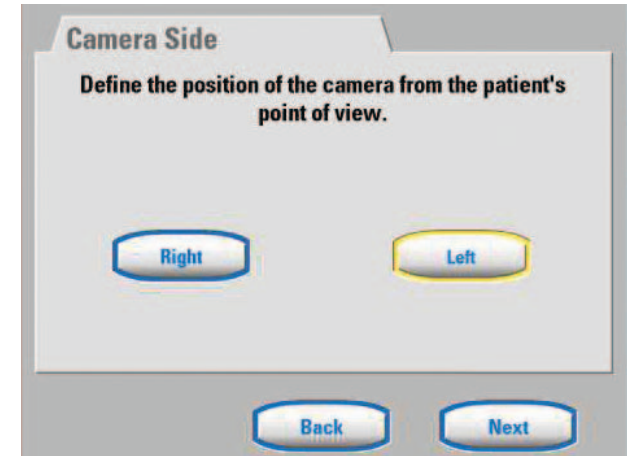 Camera Side
Define the position of the camera from the patient's
point of view.
Right Left
Back Next